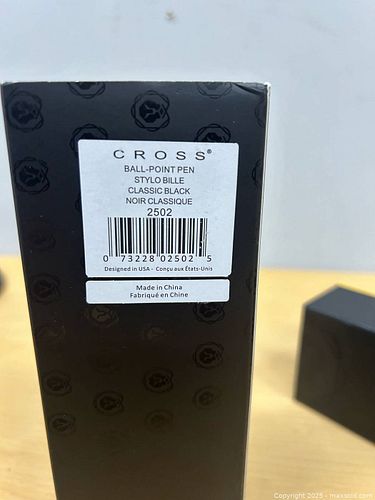 CROSS®
BALL-POINT PEN
STYLO BILLE
CLASSIC BLACK
NOIR CLASSIQUE
2502
0 73228 02502 5
Designed in USA - Conçu aux États-Unis
Made in China
Fabriqué en Chine
Copyright 2025 - maxsold.com